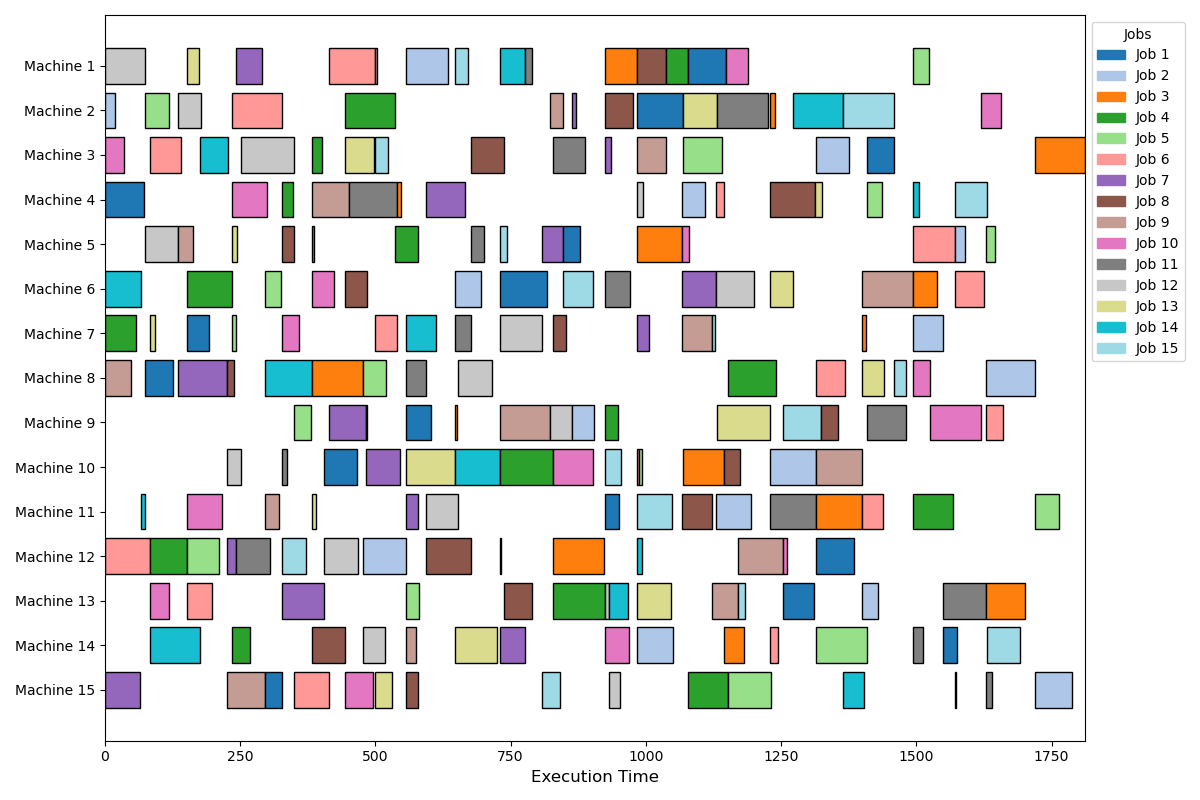 Machine 1
Machine 2
Machine 3
Machine 4
Machine 5
Machine 6
Machine 7
Machine 8
Machine 9
Machine 10
Machine 11
Machine 12
Machine 13
Machine 14
Machine 15
0 250 500 750 1000 1250 1500 1750
Execution Time
Jobs
Job 1
Job 2
Job 3
Job 4
Job 5
Job 6
Job 7
Job 8
Job 9
Job 10
Job 11
Job 12
Job 13
Job 14
Job 15